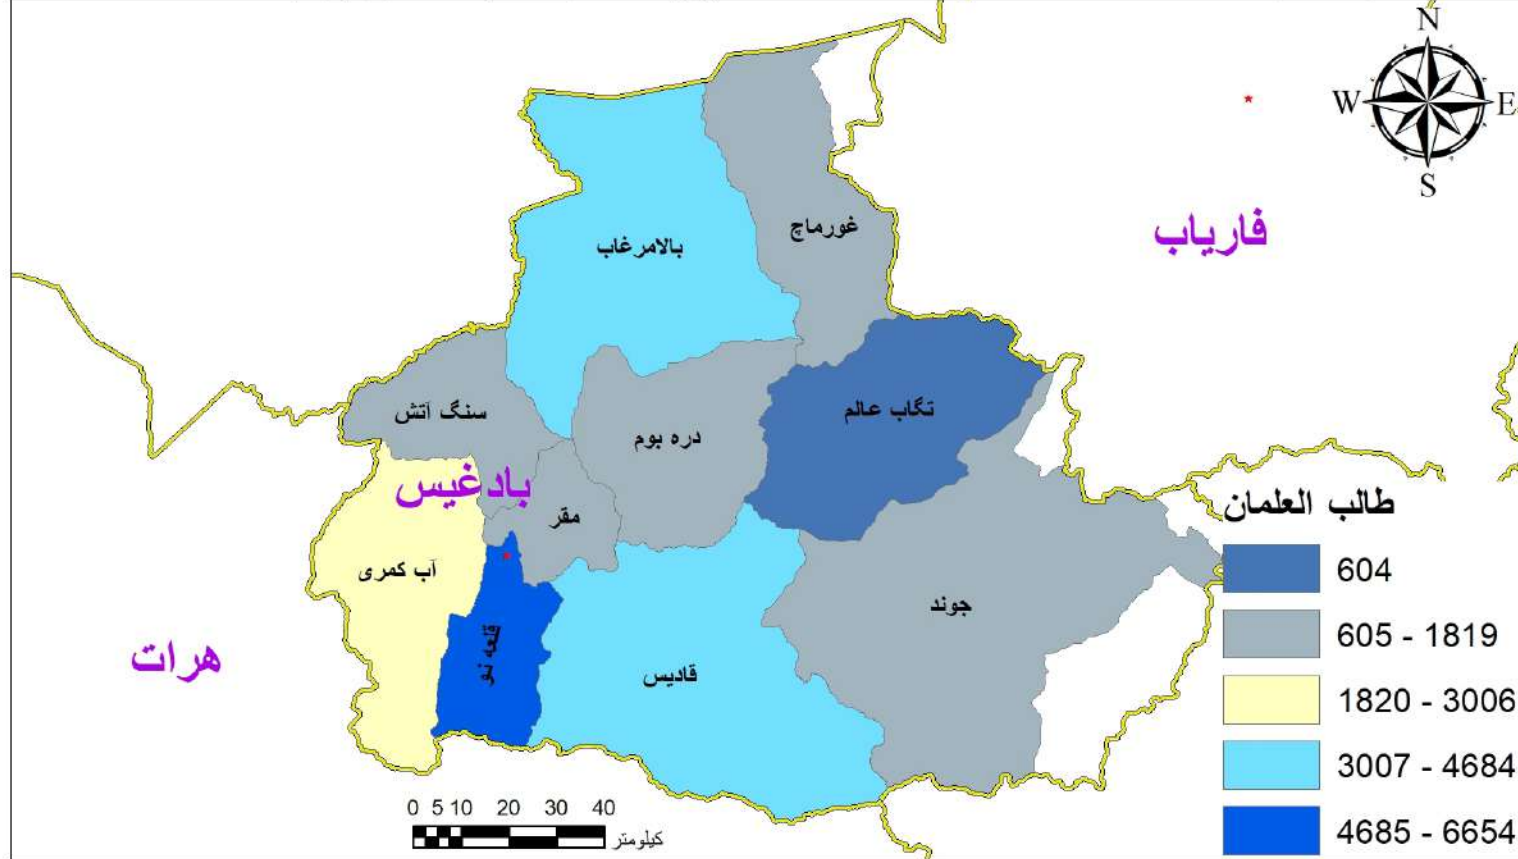 N
W
E
S
فاریاب
غورماچ
بالامرغاب
تگاب عالم
سنگ آتش
دره بوم
بادغیس
مقر
آب کمری
جوند
قلعه نو
قادیس
هرات
طالب العلمان
604
605 - 1819
1820 - 3006
3007 - 4684
4685 - 6654
0 5 10 20 30 40
کیلومتر